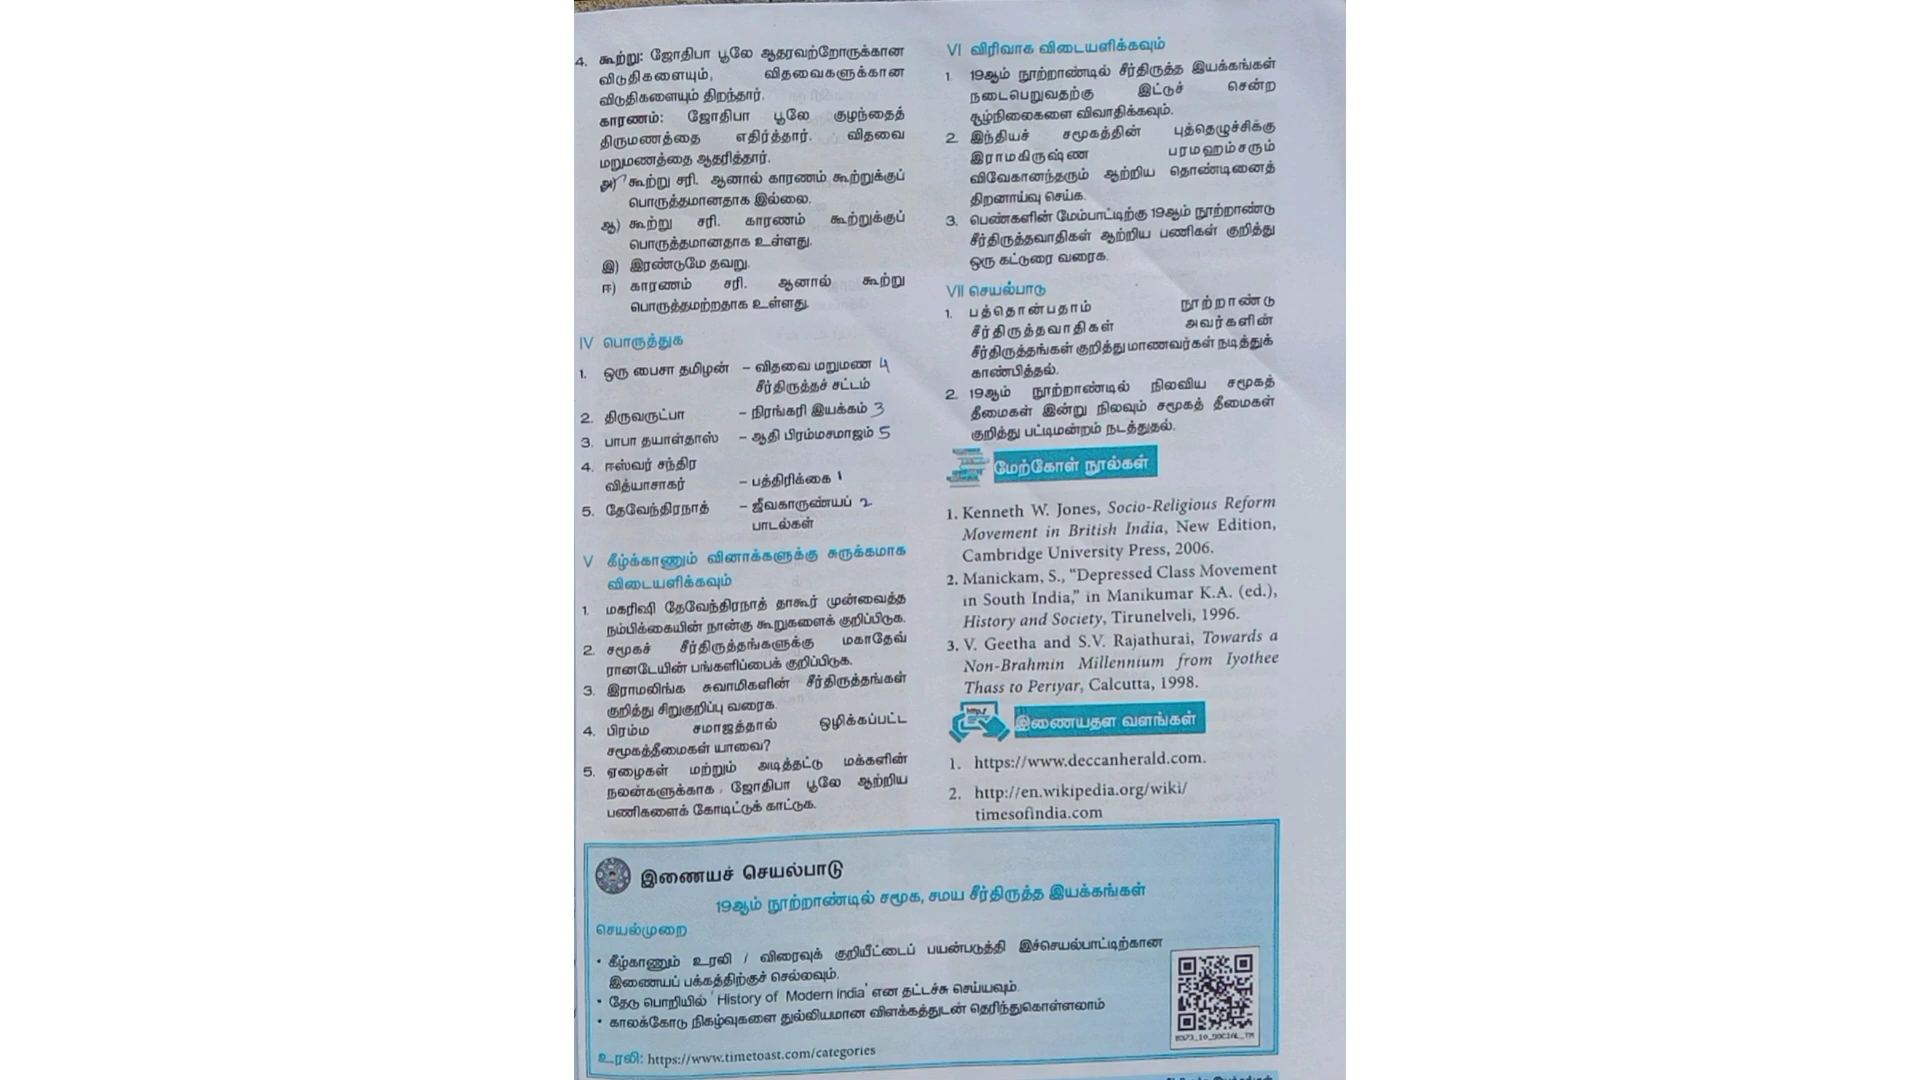 4. கூற்று: ஜோதிபா பூலே ஆதரவற்றோருக்கான
விடுதிகளையும், விதவைகளுக்கான
விடுதிகளையும் திறந்தார்.
காரணம்: ஜோதிபா பூலே குழந்தைத்
திருமணத்தை எதிர்த்தார். விதவை
மறுமணத்தை ஆதரித்தார்.
அ) கூற்று சரி. ஆனால் காரணம் கூற்றுக்குப்
பொருத்தமானதாக இல்லை.
ஆ) கூற்று சரி. காரணம் கூற்றுக்குப்
பொருத்தமானதாக உள்ளது.
இ) இரண்டுமே தவறு.
ஈ) காரணம் சரி. ஆனால் கூற்று
பொருத்தமற்றதாக உள்ளது.
IV பொருத்துக
1. ஒரு பைசா தமிழன் – விதவை மறுமண 4
சீர்திருத்தச் சட்டம்
2. திருவருட்பா – நிரங்கரி இயக்கம் 3
3. பாபா தயாள்தாஸ் – ஆதி பிரம்மசமாஜம் 5
4. ஈஸ்வர் சந்திர
வித்யாசாகர் – பத்திரிக்கை 1
5. தேவேந்திரநாத் – ஜீவகாருண்யப் 2
பாடல்கள்
V கீழ்க்காணும் வினாக்களுக்கு சுருக்கமாக
விடையளிக்கவும்
1. மகரிஷி தேவேந்திரநாத் தாகூர் முன்வைத்த
நம்பிக்கையின் நான்கு கூறுகளைக் குறிப்பிடுக.
2. சமூகச் சீர்திருத்தங்களுக்கு மகாதேவ்
ரானடேயின் பங்களிப்பைக் குறிப்பிடுக.
3. இராமலிங்க சுவாமிகளின் சீர்திருத்தங்கள்
குறித்து சிறுகுறிப்பு வரைக.
4. பிரம்ம சமாஜத்தால் ஒழிக்கப்பட்ட
சமூகத்தீமைகள் யாவை?
5. ஏழைகள் மற்றும் அடித்தட்டு மக்களின்
நலன்களுக்காக ஜோதிபா பூலே ஆற்றிய
பணிகளைக் கோடிட்டுக் காட்டுக.
VI விரிவாக விடையளிக்கவும்
1. 19ஆம் நூற்றாண்டில் சீர்திருத்த இயக்கங்கள்
நடைபெறுவதற்கு இட்டுச் சென்ற
சூழ்நிலைகளை விவாதிக்கவும்.
2. இந்தியச் சமூகத்தின் புத்தெழுச்சிக்கு
இராமகிருஷ்ண பரமஹம்சரும்
விவேகானந்தரும் ஆற்றிய தொண்டினைத்
திறனாய்வு செய்க.
3. பெண்களின் மேம்பாட்டிற்கு 19ஆம் நூற்றாண்டு
சீர்திருத்தவாதிகள் ஆற்றிய பணிகள் குறித்து
ஒரு கட்டுரை வரைக.
VII செயல்பாடு
1. பத்தொன்பதாம் நூற்றாண்டு
சீர்திருத்தவாதிகள் அவர்களின்
சீர்திருத்தங்கள் குறித்து மாணவர்கள் நடித்துக்
காண்பித்தல்.
2. 19ஆம் நூற்றாண்டில் நிலவிய சமூகத்
தீமைகள் இன்று நிலவும் சமூகத் தீமைகள்
குறித்து பட்டிமன்றம் நடத்துதல்.
மேற்கோள் நூல்கள்
1. Kenneth W. Jones, Socio-Religious Reform
Movement in British India, New Edition,
Cambridge University Press, 2006.
2. Manickam, S., “Depressed Class Movement
in South India,” in Manikumar K.A. (ed.),
History and Society, Tirunelveli, 1996.
3. V. Geetha and S.V. Rajathurai, Towards a
Non-Brahmin Millennium from Iyothee
Thass to Periyar, Calcutta, 1998.
http://
இணையதள வளங்கள்
1. https://www.deccanherald.com.
2. http://en.wikipedia.org/wiki/
timesofindia.com
இணையச் செயல்பாடு
19ஆம் நூற்றாண்டில் சமூக, சமய சீர்திருத்த இயக்கங்கள்
செயல்முறை
• கீழ்காணும் உரலி / விரைவுக் குறியீட்டைப் பயன்படுத்தி இச்செயல்பாட்டிற்கான
இணையப் பக்கத்திற்குச் செல்லவும்.
• தேடு பொறியில் ‘History of Modern india’ என தட்டச்சு செய்யவும்.
• காலக்கோடு நிகழ்வுகளை துல்லியமான விளக்கத்துடன் தெரிந்துகொள்ளலாம்
உரலி: https://www.timetoast.com/categories
B373_10_SOCIAL_TM